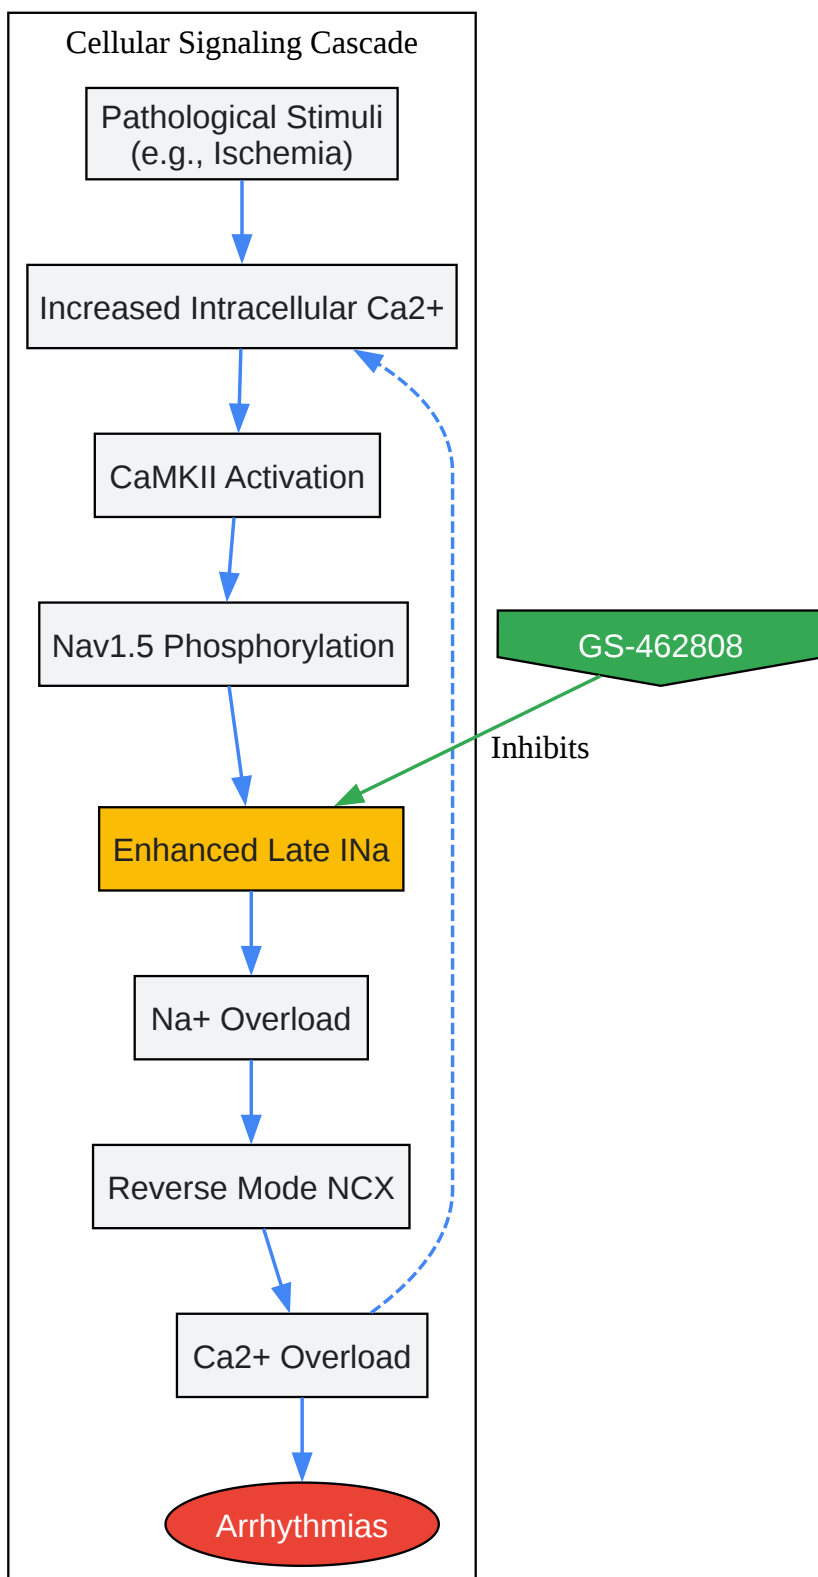 Cellular Signaling Cascade
Pathological Stimuli
(e.g., Ischemia)
Increased Intracellular Ca2+
CaMKII Activation
Nav1.5 Phosphorylation
GS-462808
Inhibits
Enhanced Late INa
Na+ Overload
Reverse Mode NCX
Ca2+ Overload
Arrhythmias